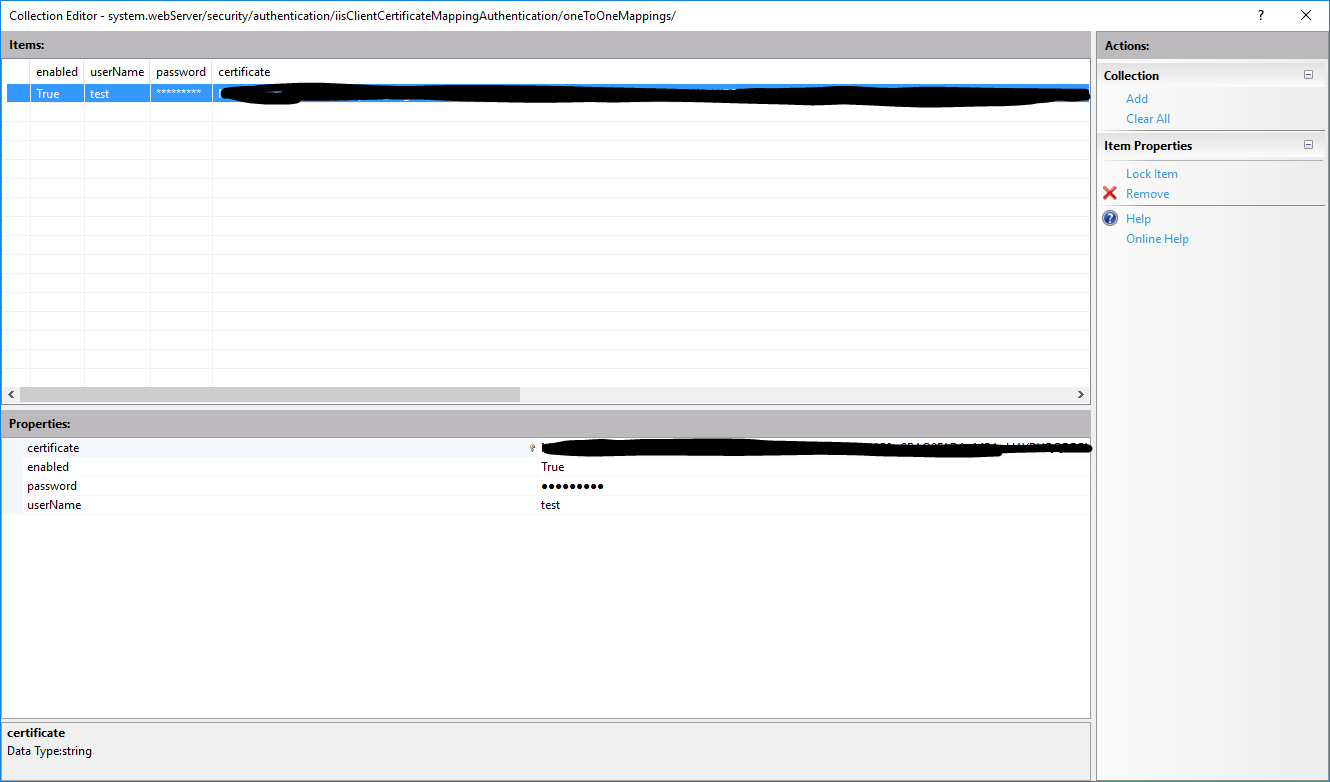 Collection Editor - system.webServer/security/authentication/iisClientCertificateMappingAuthentication/oneToOneMappings/
?
Items:
enabled userName password certificate
True test *********
Properties:
certificate
enabled True
password ●●●●●●●●●
userName test
certificate
Data Type:string
Actions:
Collection
Add
Clear All
Item Properties
Lock Item
Remove
? Help
Online Help